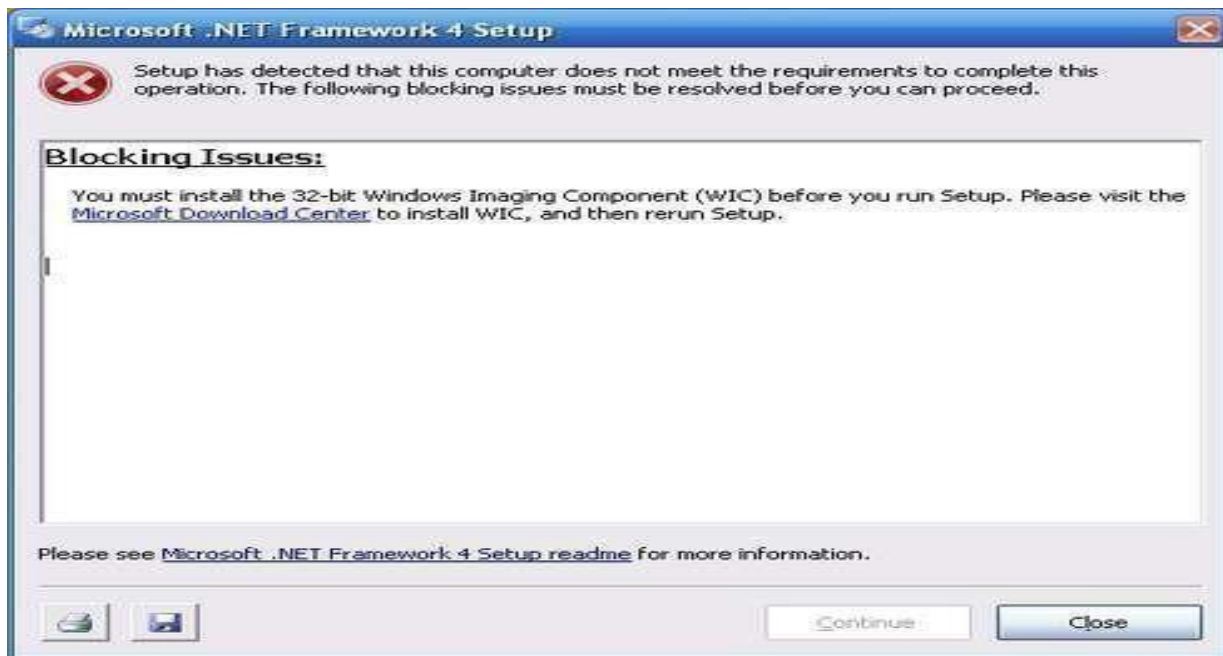 Microsoft .NET Framework 4 Setup
Setup has detected that this computer does not meet the requirements to complete this
operation. The following blocking issues must be resolved before you can proceed.
Blocking Issues:
You must install the 32-bit Windows Imaging Component (WIC) before you run Setup. Please visit the
Microsoft Download Center to install WIC, and then rerun Setup.
Please see Microsoft .NET Framework 4 Setup readme for more information.
Continue
Close